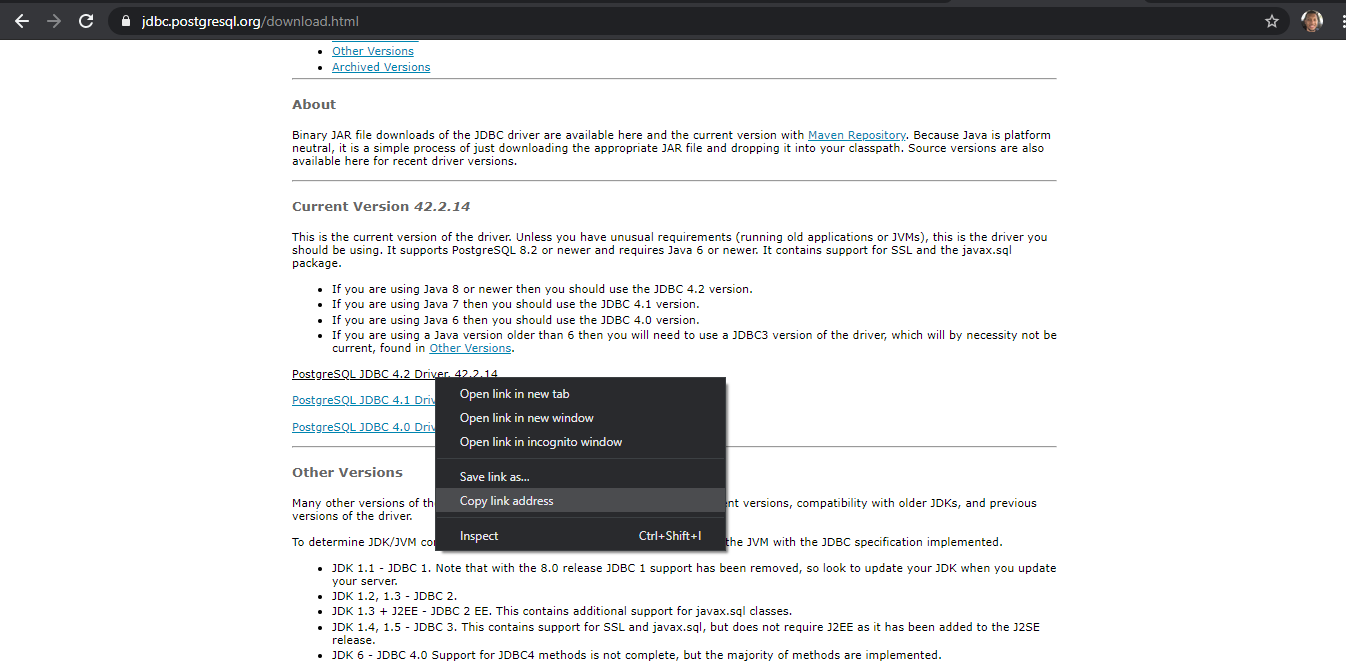 jdbc.postgresql.org/download.html
Other Versions
Archived Versions
About
Binary JAR file downloads of the JDBC driver are available here and the current version with Maven Repository. Because Java is platform
neutral, it is a simple process of just downloading the appropriate JAR file and dropping it into your classpath. Source versions are also
available here for recent driver versions.
Current Version 42.2.14
This is the current version of the driver. Unless you have unusual requirements (running old applications or JVMs), this is the driver you
should be using. It supports PostgreSQL 8.2 or newer and requires Java 6 or newer. It contains support for SSL and the javax.sql
package.
If you are using Java 8 or newer then you should use the JDBC 4.2 version.
If you are using Java 7 then you should use the JDBC 4.1 version.
If you are using Java 6 then you should use the JDBC 4.0 version.
If you are using a Java version older than 6 then you will need to use a JDBC3 version of the driver, which will by necessity not be
current, found in Other Versions.
PostgreSQL JDBC 4.2 Driver, 42.2.14
PostgreSQL JDBC 4.1 Driv
PostgreSQL JDBC 4.0 Driv
Open link in new tab
Open link in new window
Open link in incognito window
Save link as...
Copy link address
Inspect Ctrl+Shift+I
Other Versions
Many other versions of th nt versions, compatibility with older JDKs, and previous
versions of the driver.
To determine JDK/JVM co the JVM with the JDBC specification implemented.
JDK 1.1 - JDBC 1. Note that with the 8.0 release JDBC 1 support has been removed, so look to update your JDK when you update
your server.
JDK 1.2, 1.3 - JDBC 2.
JDK 1.3 + J2EE - JDBC 2 EE. This contains additional support for javax.sql classes.
JDK 1.4, 1.5 - JDBC 3. This contains support for SSL and javax.sql, but does not require J2EE as it has been added to the J2SE
release.
JDK 6 - JDBC 4.0 Support for JDBC4 methods is not complete, but the majority of methods are implemented.